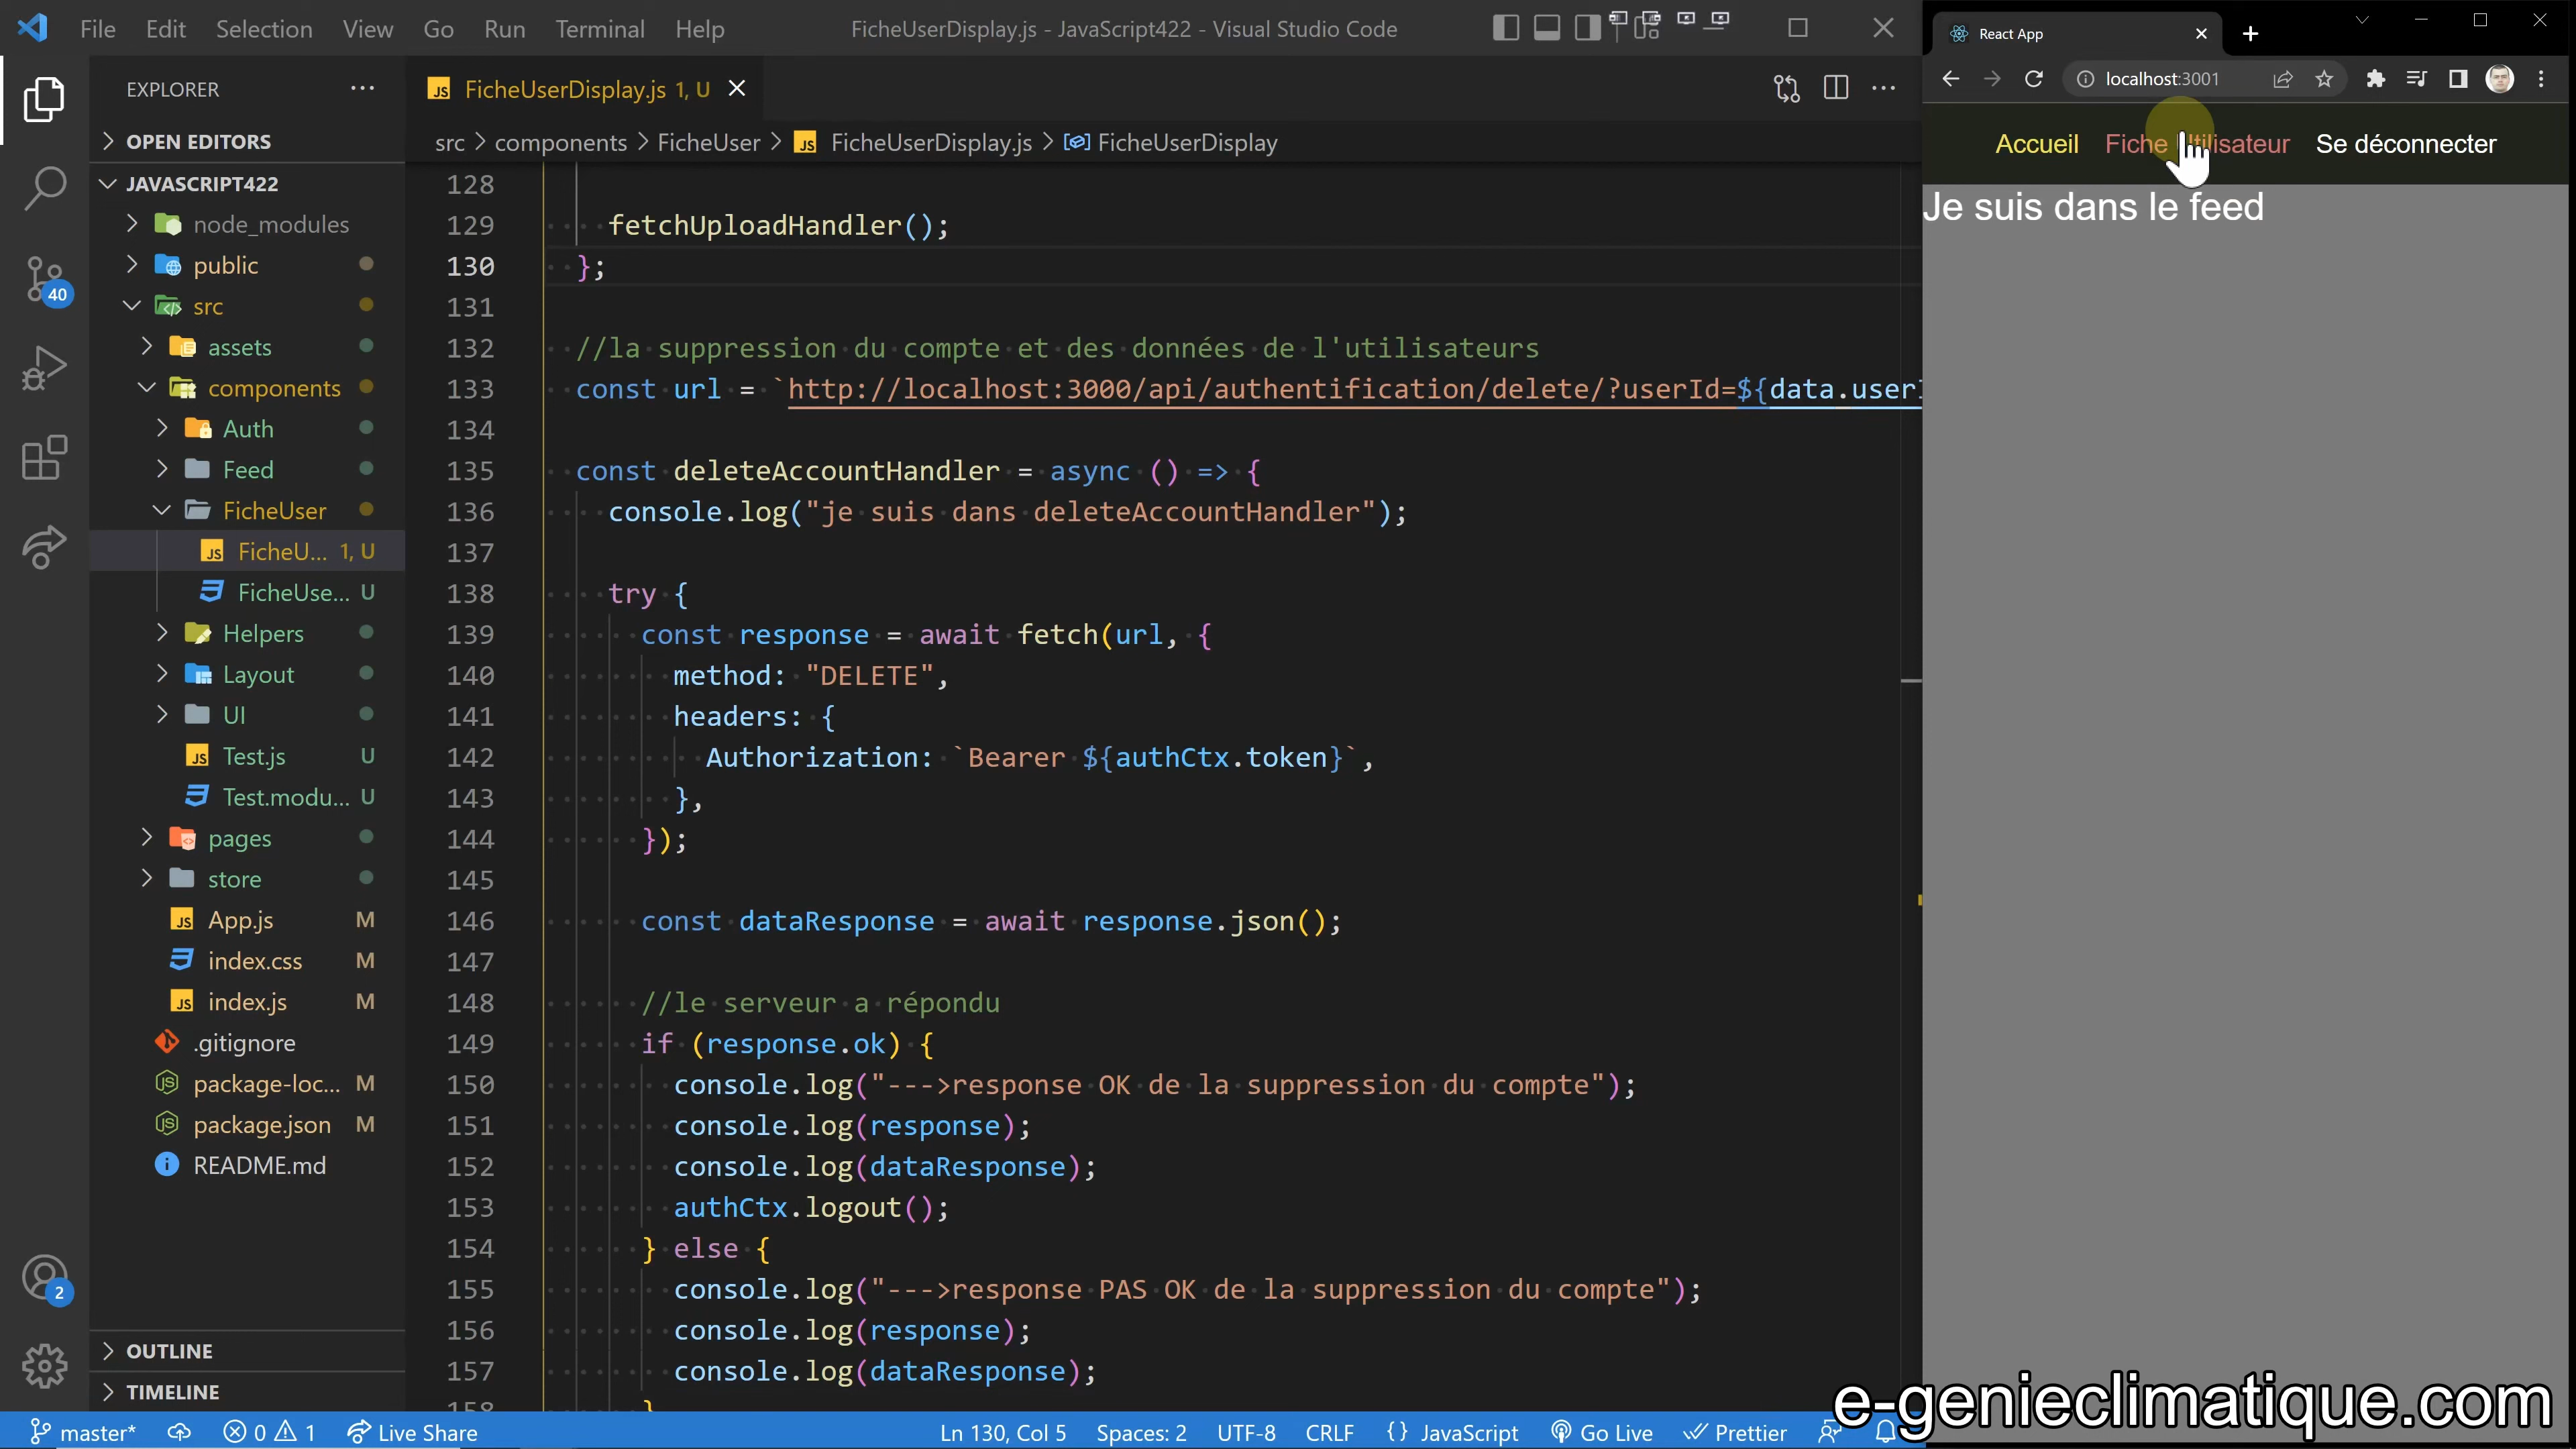 File Edit Selection View Go Run Terminal Help
FicheUserDisplay.js - JavaScript422 - Visual Studio Code
EXPLORER
OPEN EDITORS
JAVASCRIPT422
node_modules
public
src
assets
components
Auth
Feed
FicheUser
FicheU... 1, U
FicheUse... U
Helpers
Layout
UI
Test.js U
Test.modu... U
pages
store
App.js M
index.css M
index.js M
.gitignore
package-loc... M
package.json M
README.md
OUTLINE
TIMELINE
40
2
FicheUserDisplay.js 1, U
src > components > FicheUser > JS FicheUserDisplay.js > FicheUserDisplay
128
129 fetchUploadHandler();
130 };
131
132 //la suppression du compte et des données de l'utilisateurs
133 const url = `http://localhost:3000/api/authentification/delete/?userId=${data.userI
134
135 const deleteAccountHandler = async () => {
136 console.log("je suis dans deleteAccountHandler");
137
138 try {
139 const response = await fetch(url, {
140 method: "DELETE",
141 headers: {
142 Authorization: `Bearer ${authCtx.token}`,
143 },
144 });
145
146 const dataResponse = await response.json();
147
148 //le serveur a répondu
149 if (response.ok) {
150 console.log("--->response OK de la suppression du compte");
151 console.log(response);
152 console.log(dataResponse);
153 authCtx.logout();
154 } else {
155 console.log("--->response PAS OK de la suppression du compte");
156 console.log(response);
157 console.log(dataResponse);
158 }
master* 0 1 Live Share Ln 130, Col 5 Spaces: 2 UTF-8 CRLF {} JavaScript Go Live Prettier
React App
localhost:3001
Accueil Fiche Utilisateur Se déconnecter
Je suis dans le feed
e-genieclimatique.com